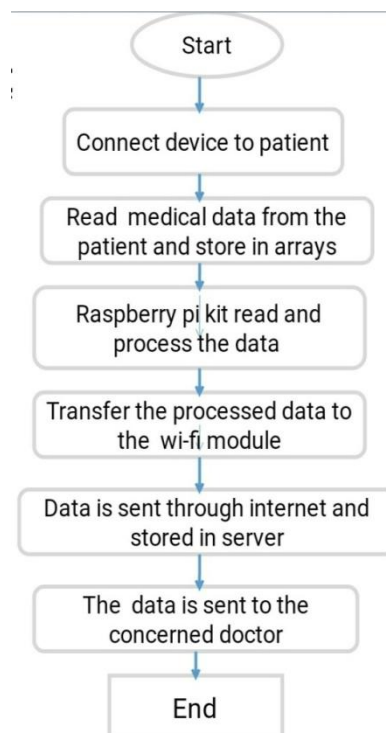 Start
Connect device to patient
Read medical data from the
patient and store in arrays
Raspberry pi kit read and
process the data
Transfer the processed data to
the wi-fi module
Data is sent through internet and
stored in server
The data is sent to the
concerned doctor
End